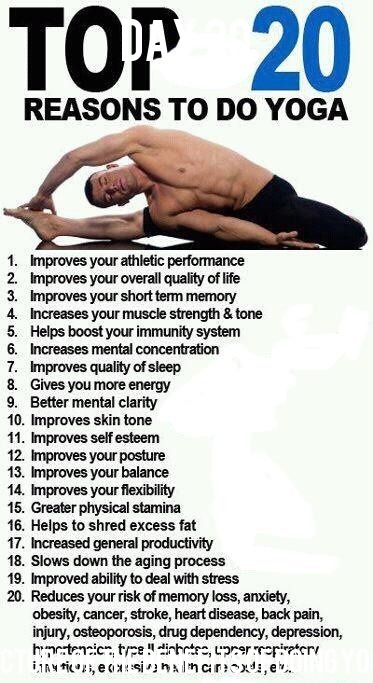 TOP 20
DAY 20
REASONS TO DO YOGA
1. Improves your athletic performance
2. Improves your overall quality of life
3. Improves your short term memory
4. Increases your muscle strength & tone
5. Helps boost your immunity system
6. Increases mental concentration
7. Improves quality of sleep
8. Gives you more energy
9. Better mental clarity
10. Improves skin tone
11. Improves self esteem
12. Improves your posture
13. Improves your balance
14. Improves your flexibility
15. Greater physical stamina
16. Helps to shred excess fat
17. Increased general productivity
18. Slows down the aging process
19. Improved ability to deal with stress
20. Reduces your risk of memory loss, anxiety,
obesity, cancer, stroke, heart disease, back pain,
injury, osteoporosis, drug dependency, depression,
hypertension, type II diabetes, upper respiratory
infections, excessive health care costs, etc.